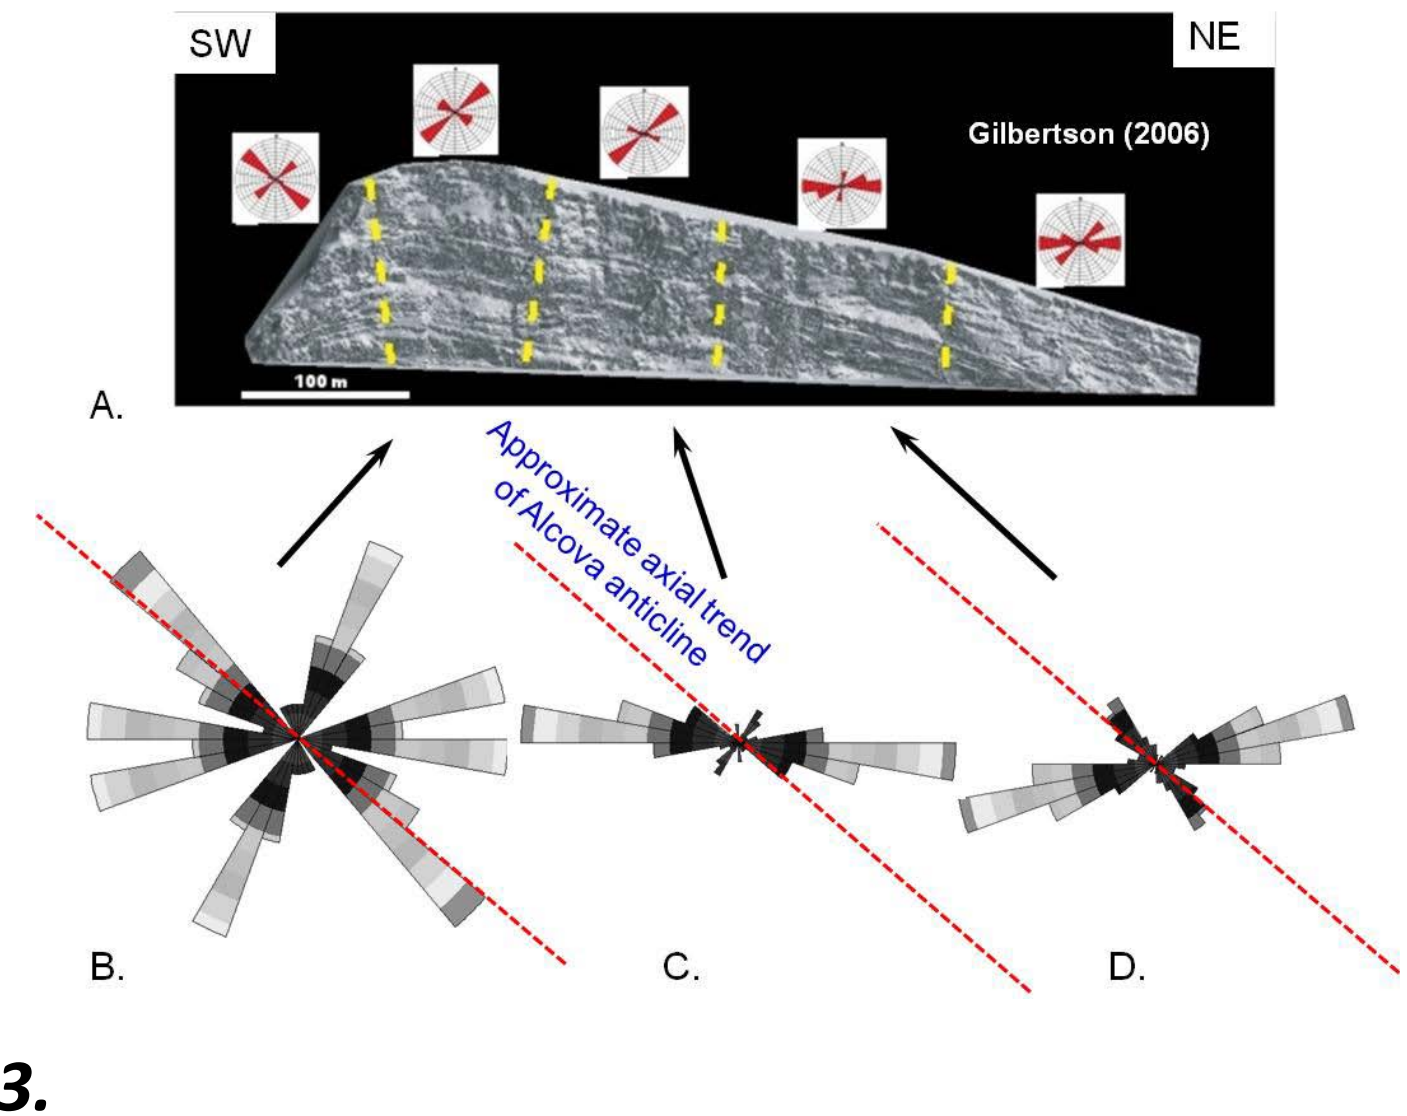 SW
NE
Gilbertson (2006)
100 m
A.
Approximate axial trend
of Alcova anticline
B.
C.
D.
3.